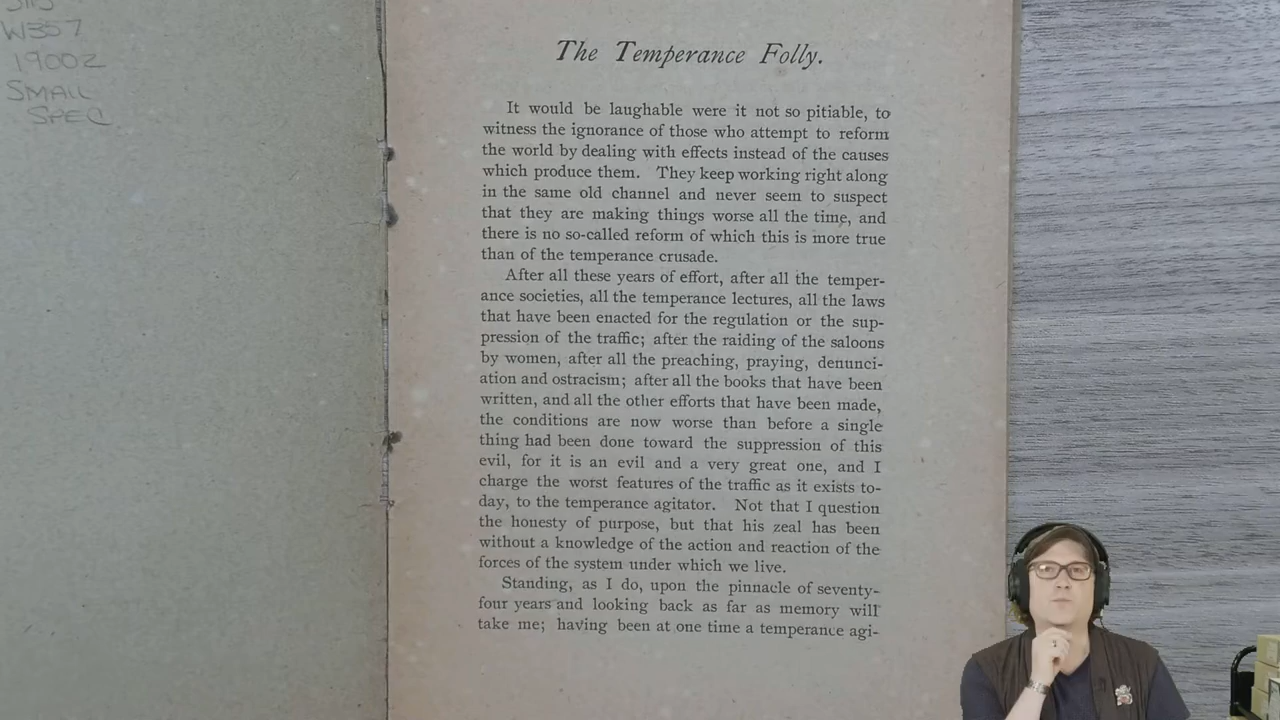 W357
1900z
SMALL
SPEC
The Temperance Folly.
It would be laughable were it not so pitiable, to
witness the ignorance of those who attempt to reform
the world by dealing with effects instead of the causes
which produce them. They keep working right along
in the same old channel and never seem to suspect
that they are making things worse all the time, and
there is no so-called reform of which this is more true
than of the temperance crusade.
After all these years of effort, after all the temper-
ance societies, all the temperance lectures, all the laws
that have been enacted for the regulation or the sup-
pression of the traffic; after the raiding of the saloons
by women, after all the preaching, praying, denunci-
ation and ostracism; after all the books that have been
written, and all the other efforts that have been made,
the conditions are now worse than before a single
thing had been done toward the suppression of this
evil, for it is an evil and a very great one, and I
charge the worst features of the traffic as it exists to-
day, to the temperance agitator. Not that I question
the honesty of purpose, but that his zeal has been
without a knowledge of the action and reaction of the
forces of the system under which we live.
Standing, as I do, upon the pinnacle of seventy-
four years and looking back as far as memory will
take me; having been at one time a temperance agi-